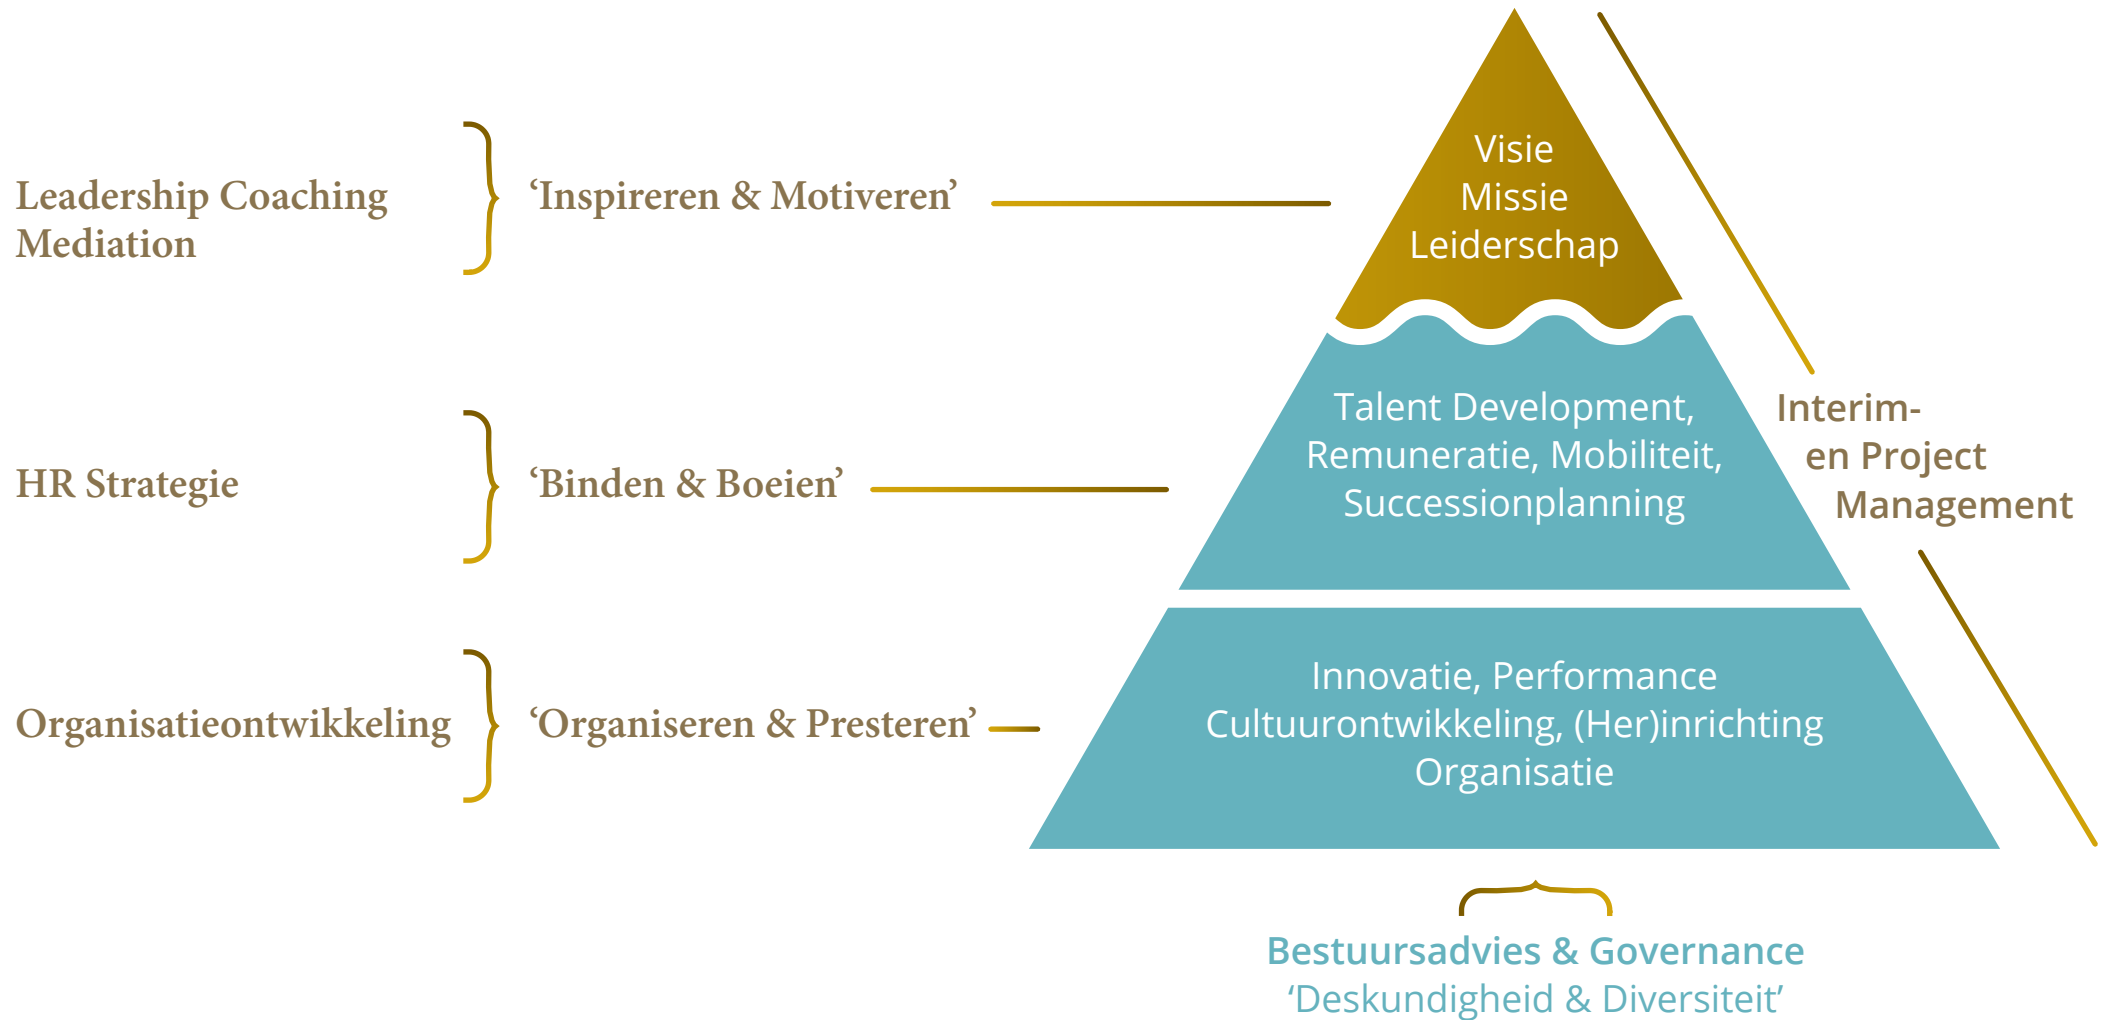 Leadership Coaching
Mediation
‘Inspireren & Motiveren’
Visie
Missie
Leiderschap
HR Strategie
‘Binden & Boeien’
Talent Development,
Remuneratie, Mobiliteit,
Successionplanning
Interim-
en Project
Management
Organisatieontwikkeling
‘Organiseren & Presteren’
Innovatie, Performance
Cultuurontwikkeling, (Her)inrichting
Organisatie
Bestuursadvies & Governance
‘Deskundigheid & Diversiteit’